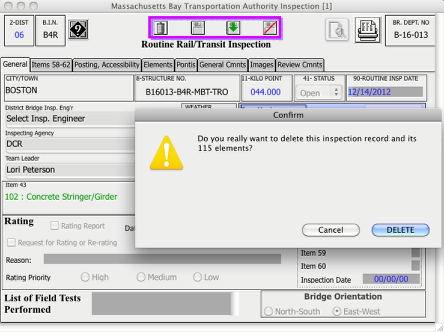 Massachusetts Bay Transportation Authority Inspection [1]
2-DIST
06
B.I.N.
B4R
Routine Rail/Transit Inspection
BR. DEPT. NO
B-16-013
General Items 58-62 Posting, Accessibility Elements Pontis General Cmnts Images Review Cmnts
CITY/TOWN
BOSTON
8-STRUCTURE NO.
B16013-B4R-MBT-TRO
11-KILO POINT
044.000
41- STATUS
Open
90-ROUTINE INSP DATE
12/14/2012
District Bridge Insp. Eng'r
Select Insp. Engineer
WEATHER
Inspecting Agency
DCR
Team Leader
Lori Peterson
Confirm
Do you really want to delete this inspection record and its
115 elements?
Cancel
DELETE
Item 43
102 : Concrete Stringer/Girder
Rating
Rating Report
Request for Rating or Re-rating
Reason:
Rating Priority
High
Medium
Low
Item 59
Item 60
Inspection Date
00/00/00
List of Field Tests
Performed
Bridge Orientation
North-South
East-West